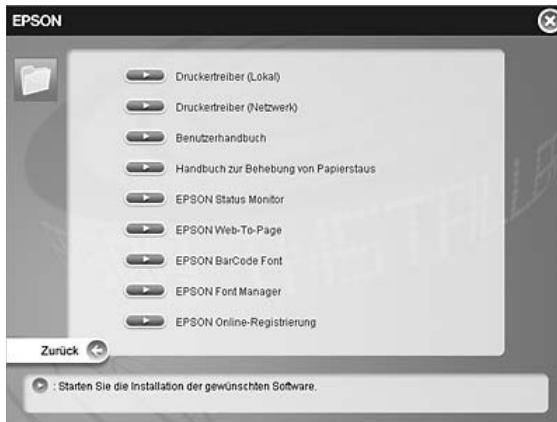 EPSON
Druckertreiber (Lokal)
Druckertreiber (Netzwerk)
Benutzerhandbuch
Handbuch zur Behebung von Papierstaus
EPSON Status Monitor
EPSON Web-To-Page
EPSON BarCode Font
EPSON Font Manager
EPSON Online-Registrierung
Zurück
: Starten Sie die Installation der gewünschten Software.